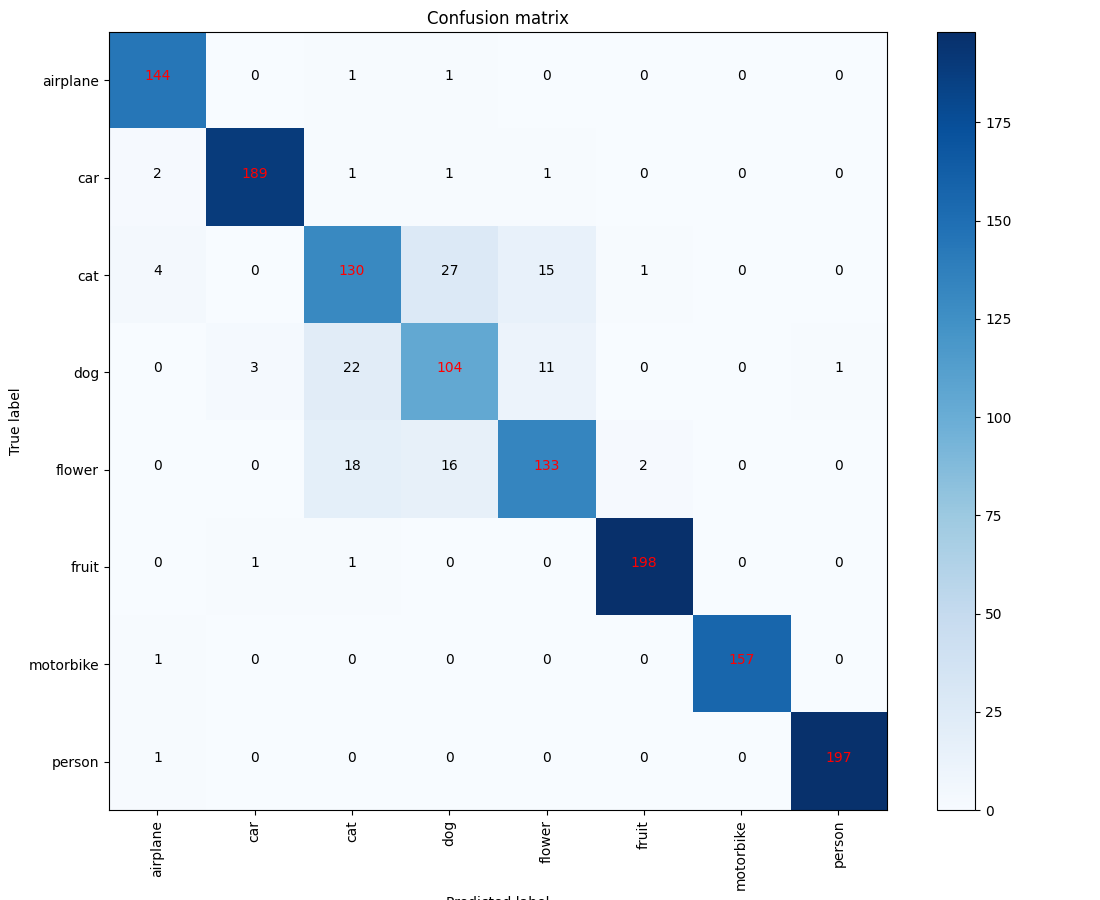 Confusion matrix
airplane 144 0 1 1 0 0 0 0
car 2 189 1 1 1 0 0 0
cat 4 0 130 27 15 1 0 0
dog 0 3 22 104 11 0 0 1
flower 0 0 18 16 133 2 0 0
fruit 0 1 1 0 0 198 0 0
motorbike 1 0 0 0 0 0 157 0
person 1 0 0 0 0 0 0 197
True label
airplane car cat dog flower fruit motorbike person
Predicted label
175
150
125
100
75
50
25
0